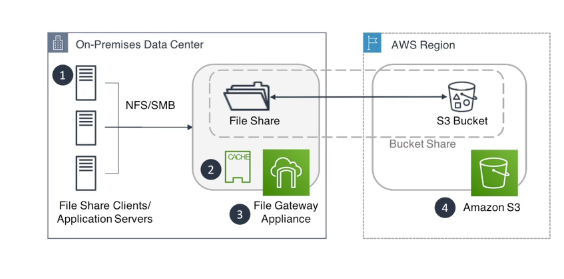 On-Premises Data Center
AWS Region
1
NFS/SMB
File Share
S3 Bucket
Bucket Share
CACHE
2
File Share Clients/
Application Servers
3
File Gateway
Appliance
4
Amazon S3